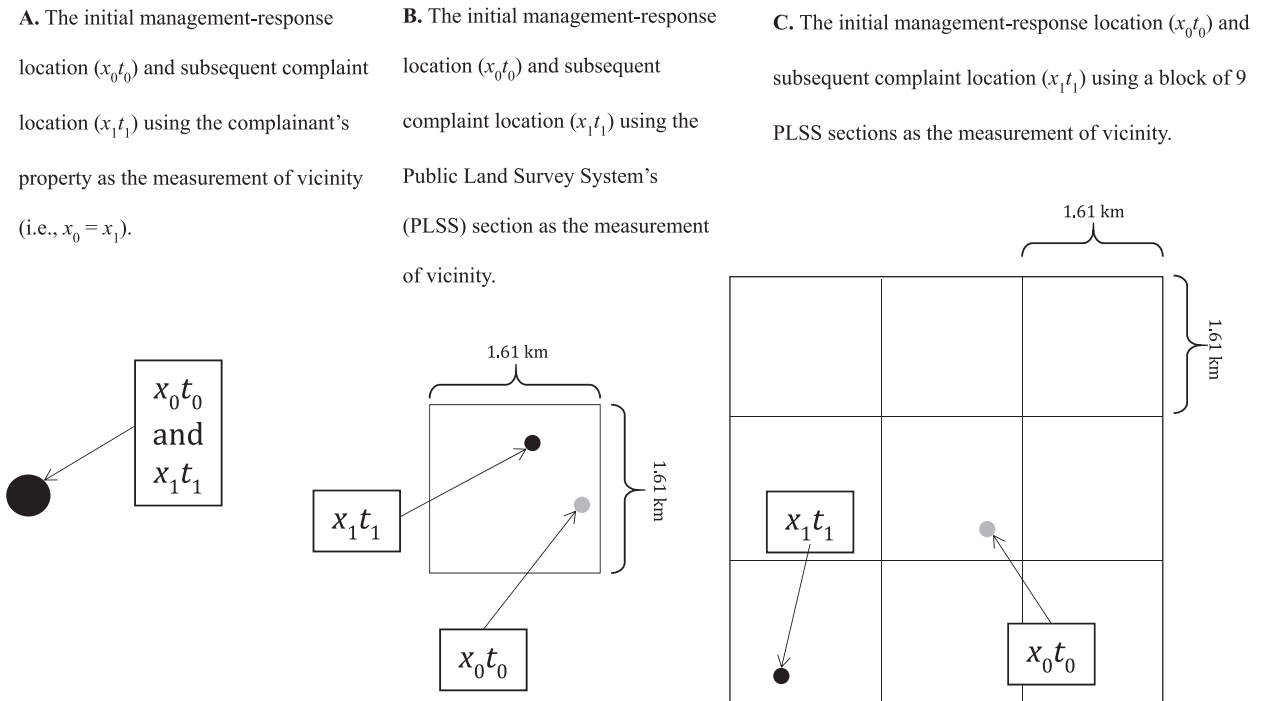 A. The initial management-response
location (x₀t₀) and subsequent complaint
location (x₁t₁) using the complainant’s
property as the measurement of vicinity
(i.e., x₀ = x₁).
B. The initial management-response
location (x₀t₀) and subsequent
complaint location (x₁t₁) using the
Public Land Survey System’s
(PLSS) section as the measurement
of vicinity.
C. The initial management-response location (x₀t₀) and
subsequent complaint location (x₁t₁) using a block of 9
PLSS sections as the measurement of vicinity.
x₀t₀
and
x₁t₁
1.61 km
1.61 km
x₁t₁
x₀t₀
1.61 km
1.61 km
x₁t₁
x₀t₀